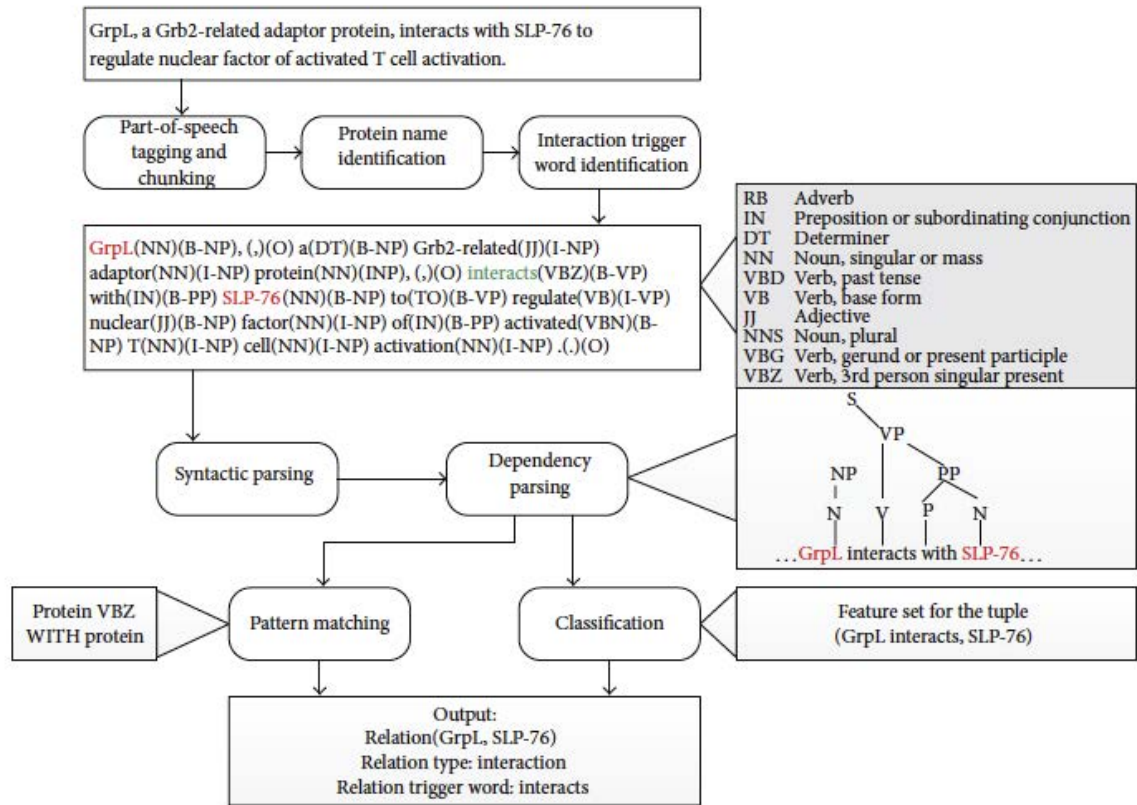 GrpL, a Grb2-related adaptor protein, interacts with SLP-76 to
regulate nuclear factor of activated T cell activation.
Part-of-speech
tagging and
chunking
Protein name
identification
Interaction trigger
word identification
GrpL(NN)(B-NP), (,)(O) a(DT)(B-NP) Grb2-related(JJ)(I-NP)
adaptor(NN)(I-NP) protein(NN)(INP), (,)(O) interacts(VBZ)(B-VP)
with(IN)(B-PP) SLP-76(NN)(B-NP) to(TO)(B-VP) regulate(VB)(I-VP)
nuclear(JJ)(B-NP) factor(NN)(I-NP) of(IN)(B-PP) activated(VBN)(B-
NP) T(NN)(I-NP) cell(NN)(I-NP) activation(NN)(I-NP) .(.)(O)
RB Adverb
IN Preposition or subordinating conjunction
DT Determiner
NN Noun, singular or mass
VBD Verb, past tense
VB Verb, base form
JJ Adjective
NNS Noun, plural
VBG Verb, gerund or present participle
VBZ Verb, 3rd person singular present
Syntactic parsing
Dependency
parsing
S
VP
NP PP
N V P N
...GrpL interacts with SLP-76...
Protein VBZ
WITH protein
Pattern matching
Classification
Feature set for the tuple
(GrpL interacts, SLP-76)
Output:
Relation(GrpL, SLP-76)
Relation type: interaction
Relation trigger word: interacts